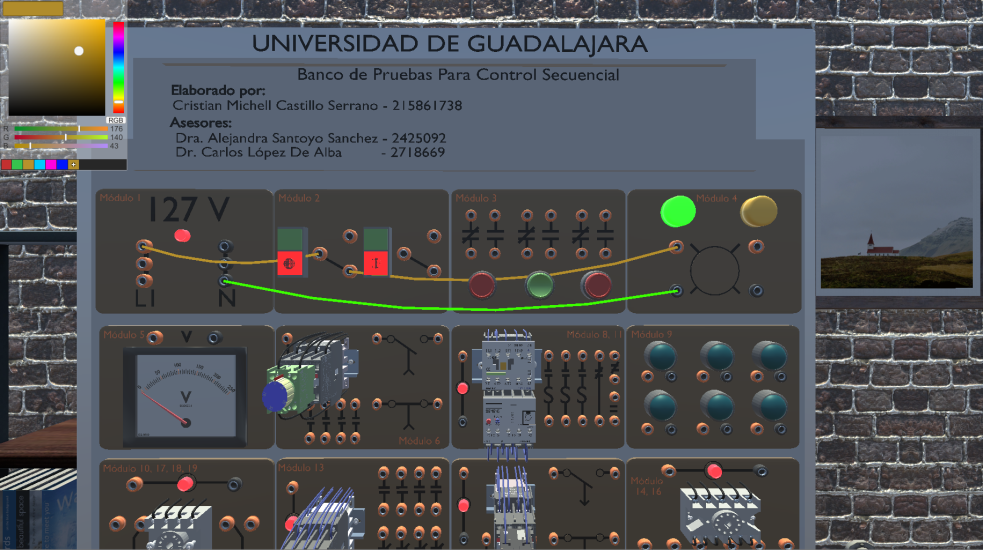 UNIVERSIDAD DE GUADALAJARA
Banco de Pruebas Para Control Secuencial
Elaborado por:
Cristian Michell Castillo Serrano - 215861738
Asesores:
Dra. Alejandra Santoyo Sanchez - 2425092
Dr. Carlos López De Alba - 2718669
RGB
R 176
G 140
B 43
Módulo 1
127 V
L1
N
Módulo 2
I
Módulo 3
Módulo 4
Módulo 5
V
V
Módulo 6
Módulo 8, 11
Módulo 9
Módulo 10, 17, 18, 19
Módulo 13
Módulo
14, 16